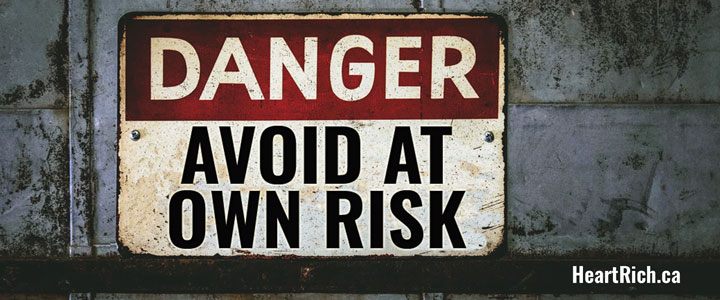 DANGER
AVOID AT
OWN RISK
HeartRich.ca